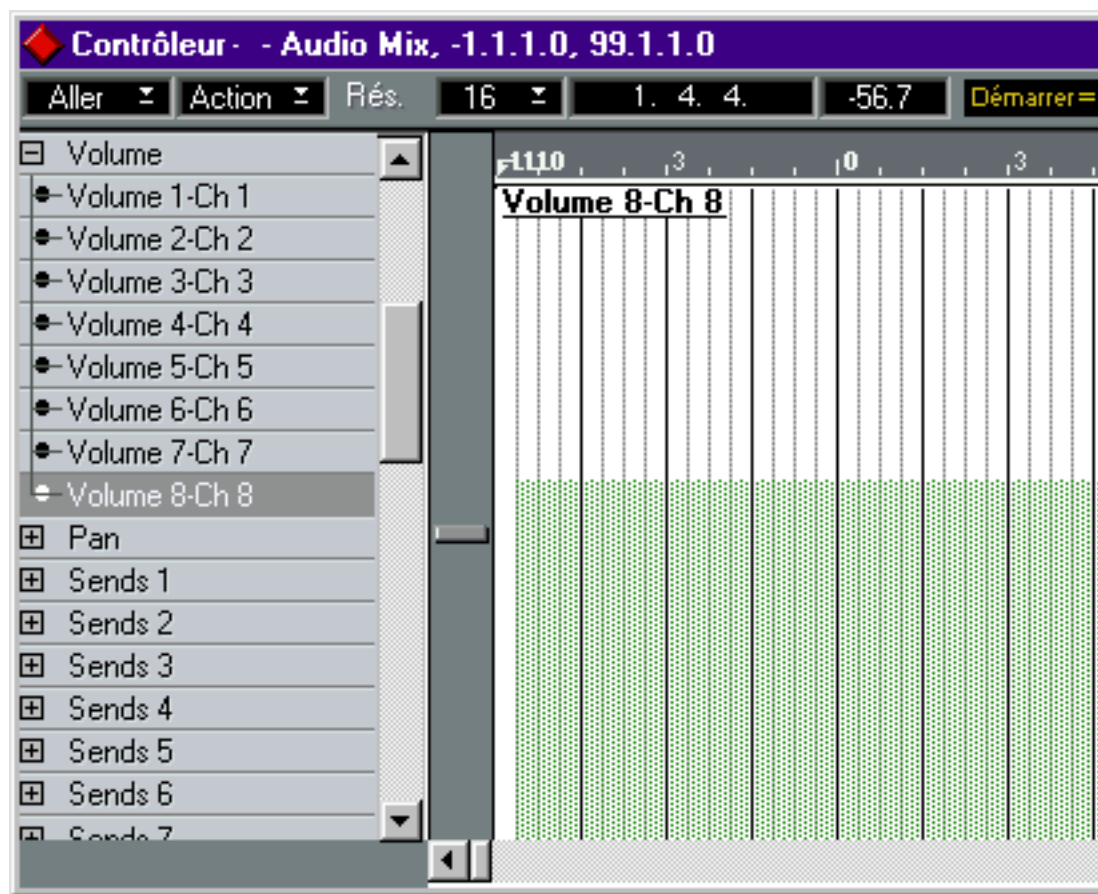 Contrôleur - - Audio Mix, -1.1.1.0, 99.1.1.0
Aller Action Rés. 16 1. 4. 4. -56.7 Démarrer=
Volume
Volume 1-Ch 1
Volume 2-Ch 2
Volume 3-Ch 3
Volume 4-Ch 4
Volume 5-Ch 5
Volume 6-Ch 6
Volume 7-Ch 7
Volume 8-Ch 8
Pan
Sends 1
Sends 2
Sends 3
Sends 4
Sends 5
Sends 6
Sends 7
3 0 3
Volume 8-Ch 8